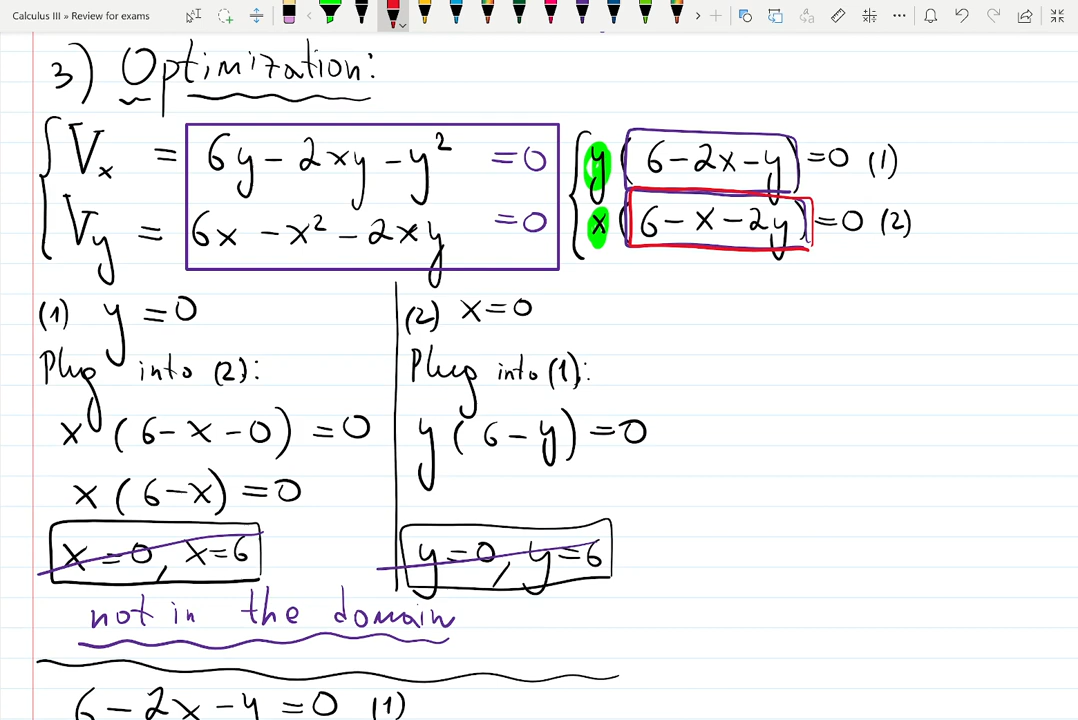 Calculus III » Review for exams
3) Optimization:
V_x = 6y - 2xy - y² = 0 y(6 - 2x - y) = 0 (1)
V_y = 6x - x² - 2xy = 0 x(6 - x - 2y) = 0 (2)
(1) y = 0
Plug into (2):
x (6 - x - 0) = 0
x (6 - x) = 0
x = 0, x = 6
(2) x = 0
Plug into (1):
y (6 - y) = 0
y = 0, y = 6
not in the domain
6 - 2x - y = 0 (1)